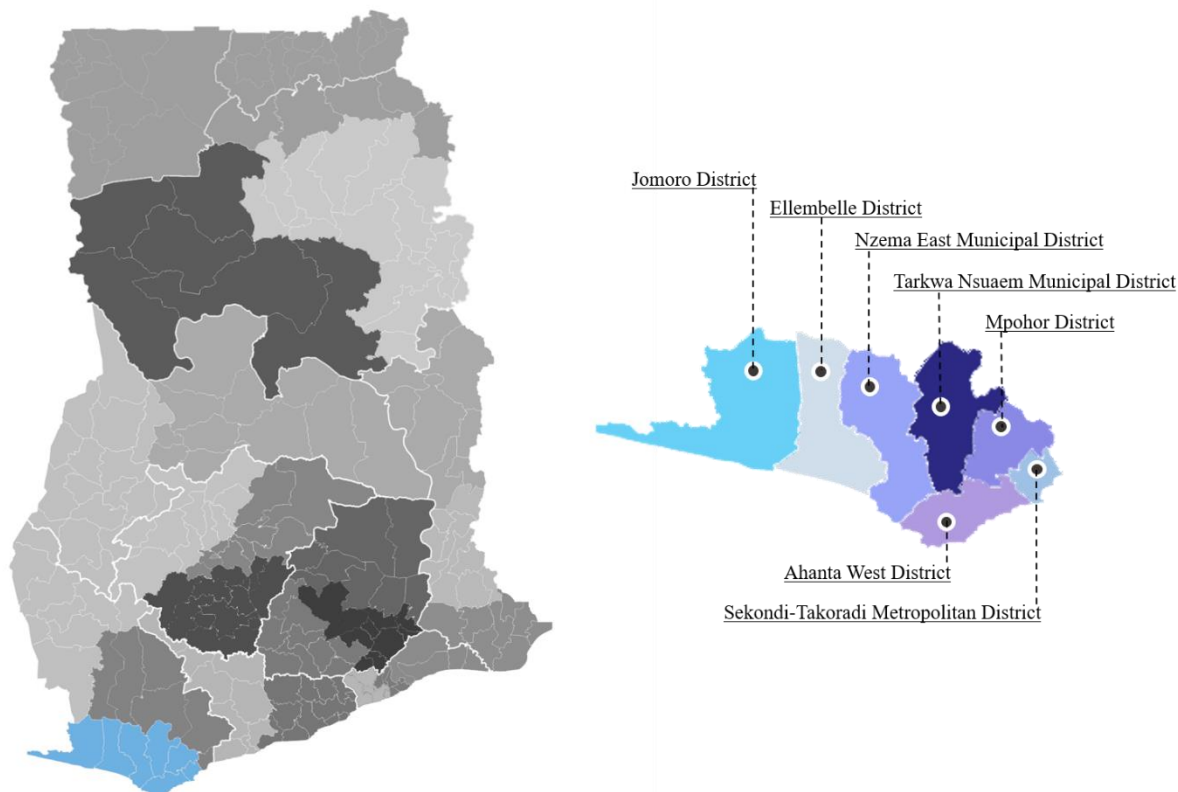 Jomoro District
Ellembelle District
Nzema East Municipal District
Tarkwa Nsuaem Municipal District
Mpohor District
Ahanta West District
Sekondi-Takoradi Metropolitan District